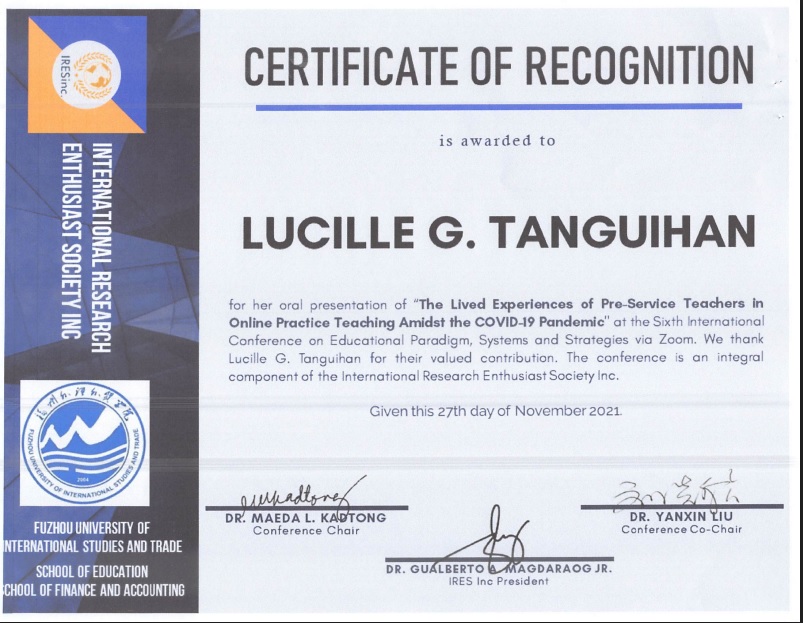 IRESinc.
INTERNATIONAL RESEARCH
ENTHUSIAST SOCIETY INC
FUZHOU UNIVERSITY OF INTERNATIONAL STUDIES AND TRADE
FUZHOU UNIVERSITY OF
INTERNATIONAL STUDIES AND TRADE
SCHOOL OF EDUCATION
SCHOOL OF FINANCE AND ACCOUNTING
CERTIFICATE OF RECOGNITION
is awarded to
LUCILLE G. TANGUIHAN
for her oral presentation of "The Lived Experiences of Pre-Service Teachers in
Online Practice Teaching Amidst the COVID-19 Pandemic" at the Sixth International
Conference on Educational Paradigm, Systems and Strategies via Zoom. We thank
Lucille G. Tanguihan for their valued contribution. The conference is an integral
component of the International Research Enthusiast Society Inc.
Given this 27th day of November 2021.
DR. MAEDA L. KADTONG
Conference Chair
DR. YANXIN LIU
Conference Co-Chair
DR. GUALBERTO A. MAGDARAOG JR.
IRES Inc President